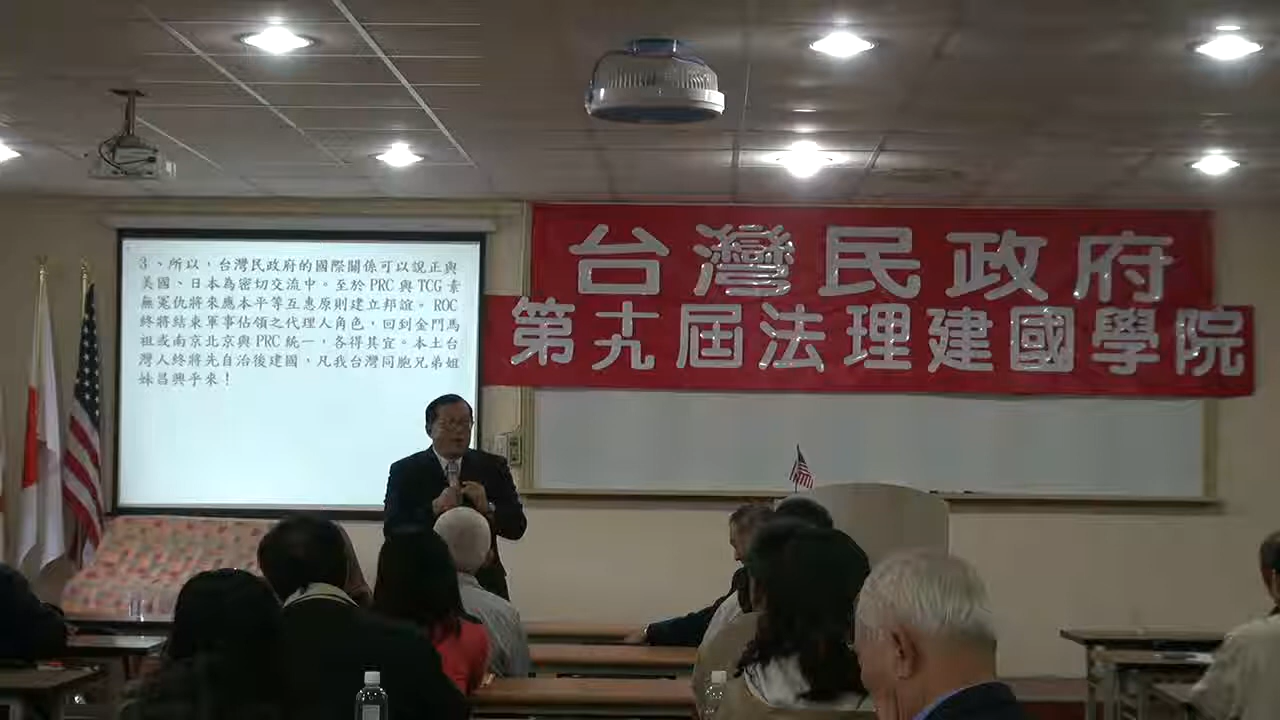 3、所以，台灣民政府的國際關係可以說正與
美國、日本為密切交流中。至於PRC與TCG素
無冤仇將來應本平等互惠原則建立邦誼。ROC
終將結束軍事佔領之代理人角色，回到金門馬
祖或南京北京與PRC統一，各得其宜。本土台
灣人終將先自治後建國，凡我台灣同胞兄弟姐
妹昌興乎來！
台灣民政府
第十九屆法理建國學院